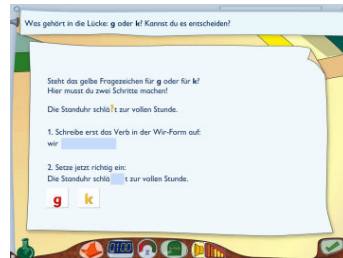 Was gehört in die Lücke: g oder k? Kannst du es entscheiden?
Steht das gelbe Fragezeichen für g oder für k?
Hier musst du zwei Schritte machen!
Die Standuhr schlä?t zur vollen Stunde.
1. Schreibe erst das Verb in der Wir-Form auf:
wir
2. Setze jetzt richtig ein:
Die Standuhr schlä t zur vollen Stunde.
g k
0100